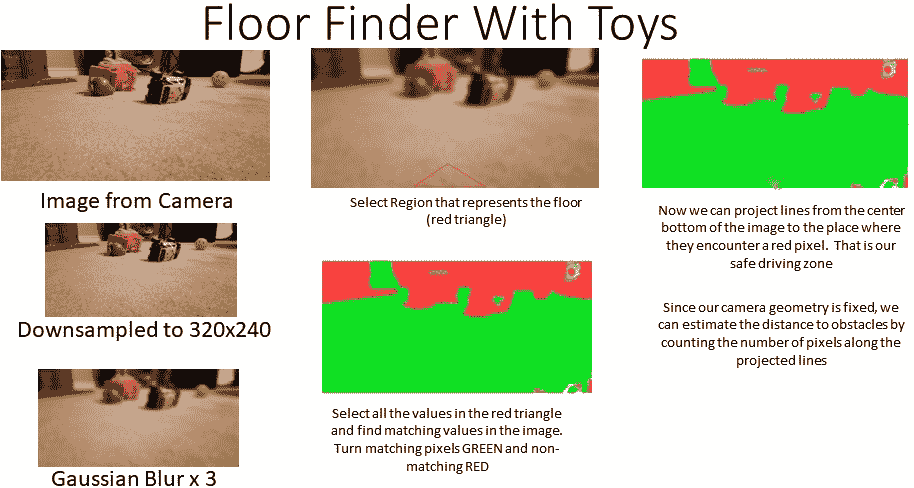 Floor Finder With Toys
Image from Camera
Downsampled to 320x240
Gaussian Blur x 3
Select Region that represents the floor
(red triangle)
Select all the values in the red triangle
and find matching values in the image.
Turn matching pixels GREEN and non-
matching RED
Now we can project lines from the center
bottom of the image to the place where
they encounter a red pixel.  That is our
safe driving zone
Since our camera geometry is fixed, we
can estimate the distance to obstacles by
counting the number of pixels along the
projected lines